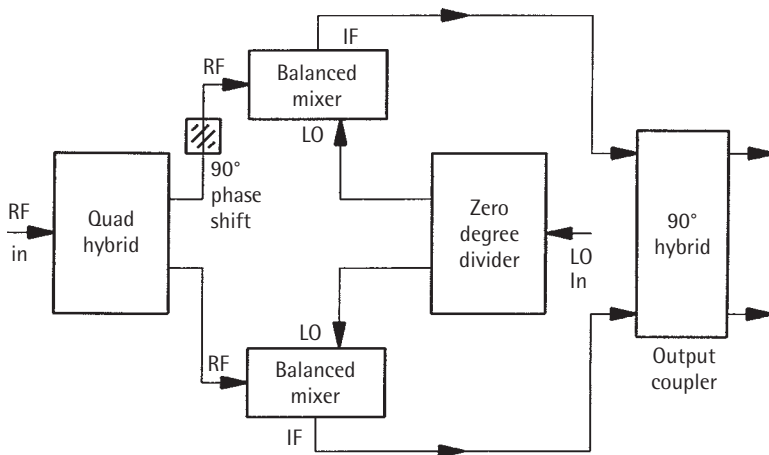 IF
RF
Balanced
mixer
LO
90°
phase
shift
RF
in
Quad
hybrid
Zero
degree
divider
LO
In
90°
hybrid
LO
RF
Balanced
mixer
IF
Output
coupler